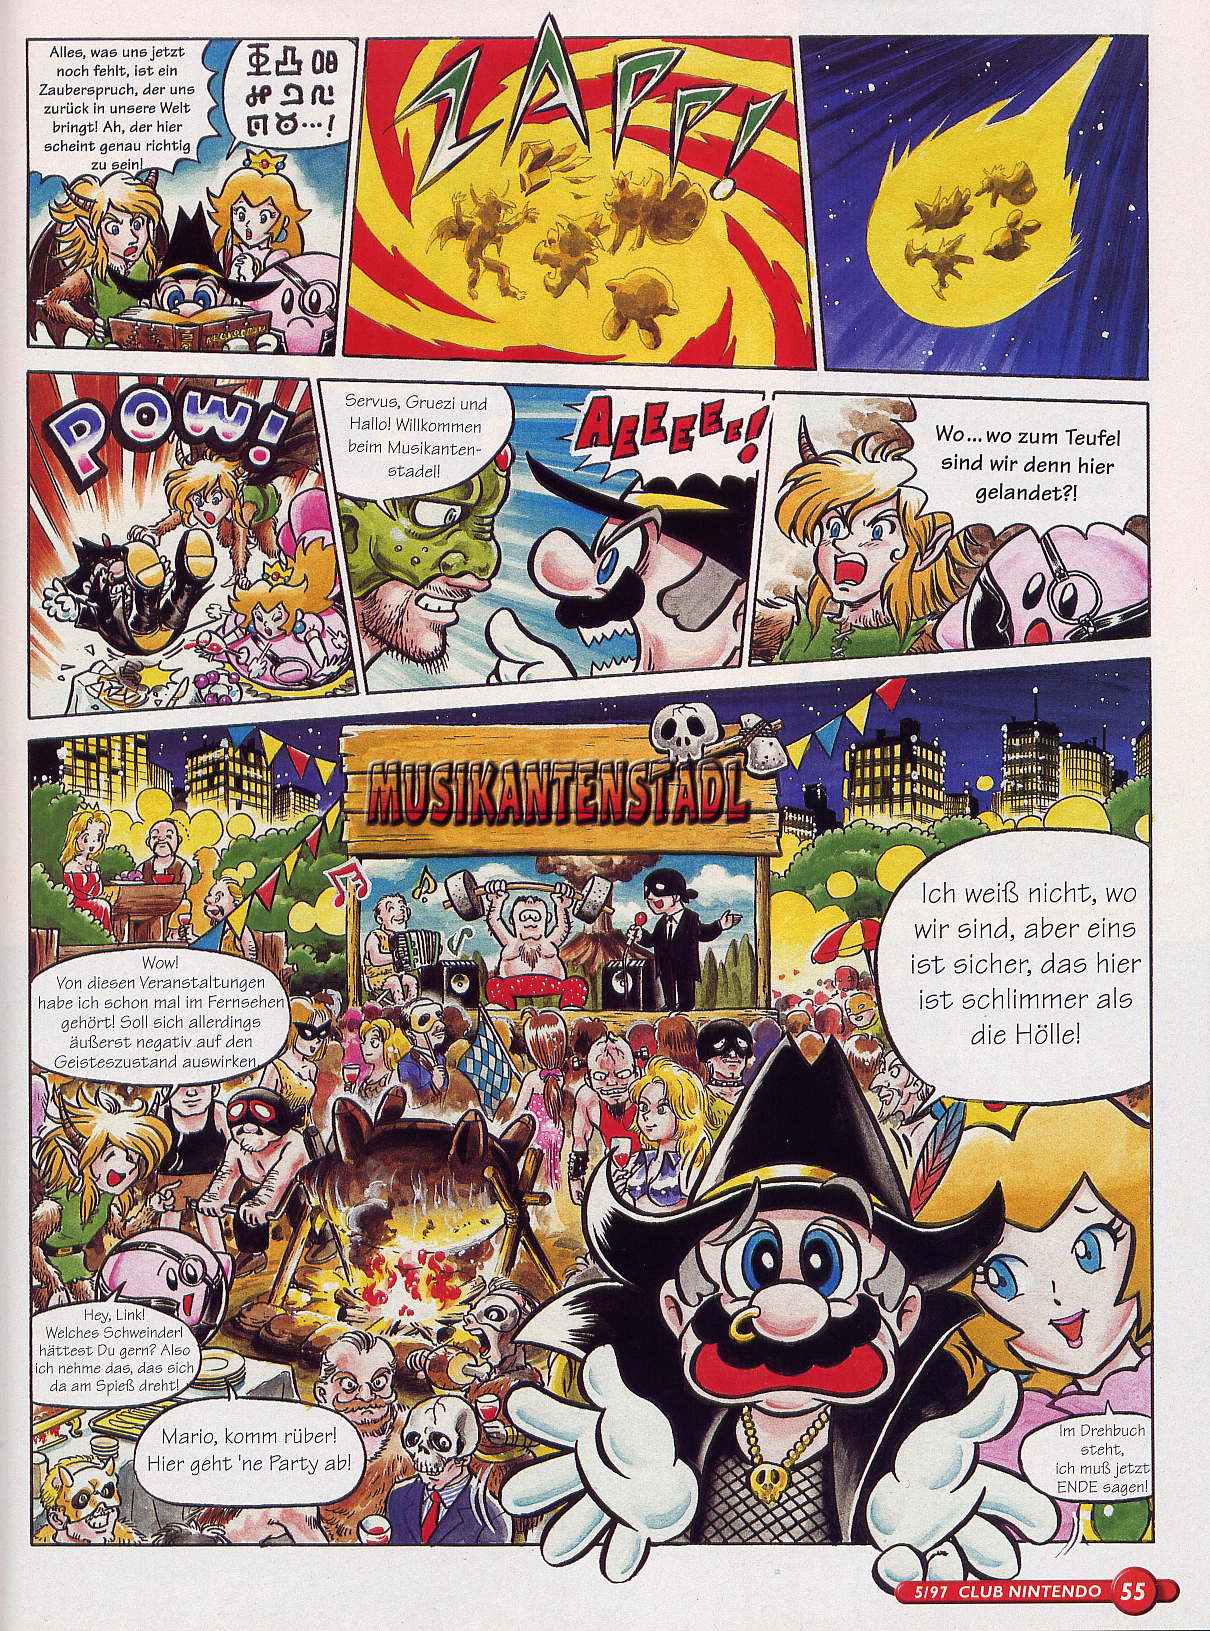 Alles, was uns jetzt
noch fehlt, ist ein
Zauberspruch, der uns
zurück in unsere Welt
bringt! Ah, der hier
scheint genau richtig
zu sein!
ZAPP!
POW!
Servus, Gruezi und
Hallo! Willkommen
beim Musikanten-
stadel!
AEEEEE!
Wo...wo zum Teufel
sind wir denn hier
gelandet?!
MUSIKANTENSTADL
Wow!
Von diesen Veranstaltungen
habe ich schon mal im Fernsehen
gehört! Soll sich allerdings
äußerst negativ auf den
Geisteszustand auswirken.
Ich weiß nicht, wo
wir sind, aber eins
ist sicher, das hier
ist schlimmer als
die Hölle!
Hey, Link!
Welches Schweinderl
hättest Du gern? Also
ich nehme das, das sich
da am Spieß dreht!
Mario, komm rüber!
Hier geht 'ne Party ab!
Im Drehbuch
steht,
ich muß jetzt
ENDE sagen!
5/97 CLUB NINTENDO 55